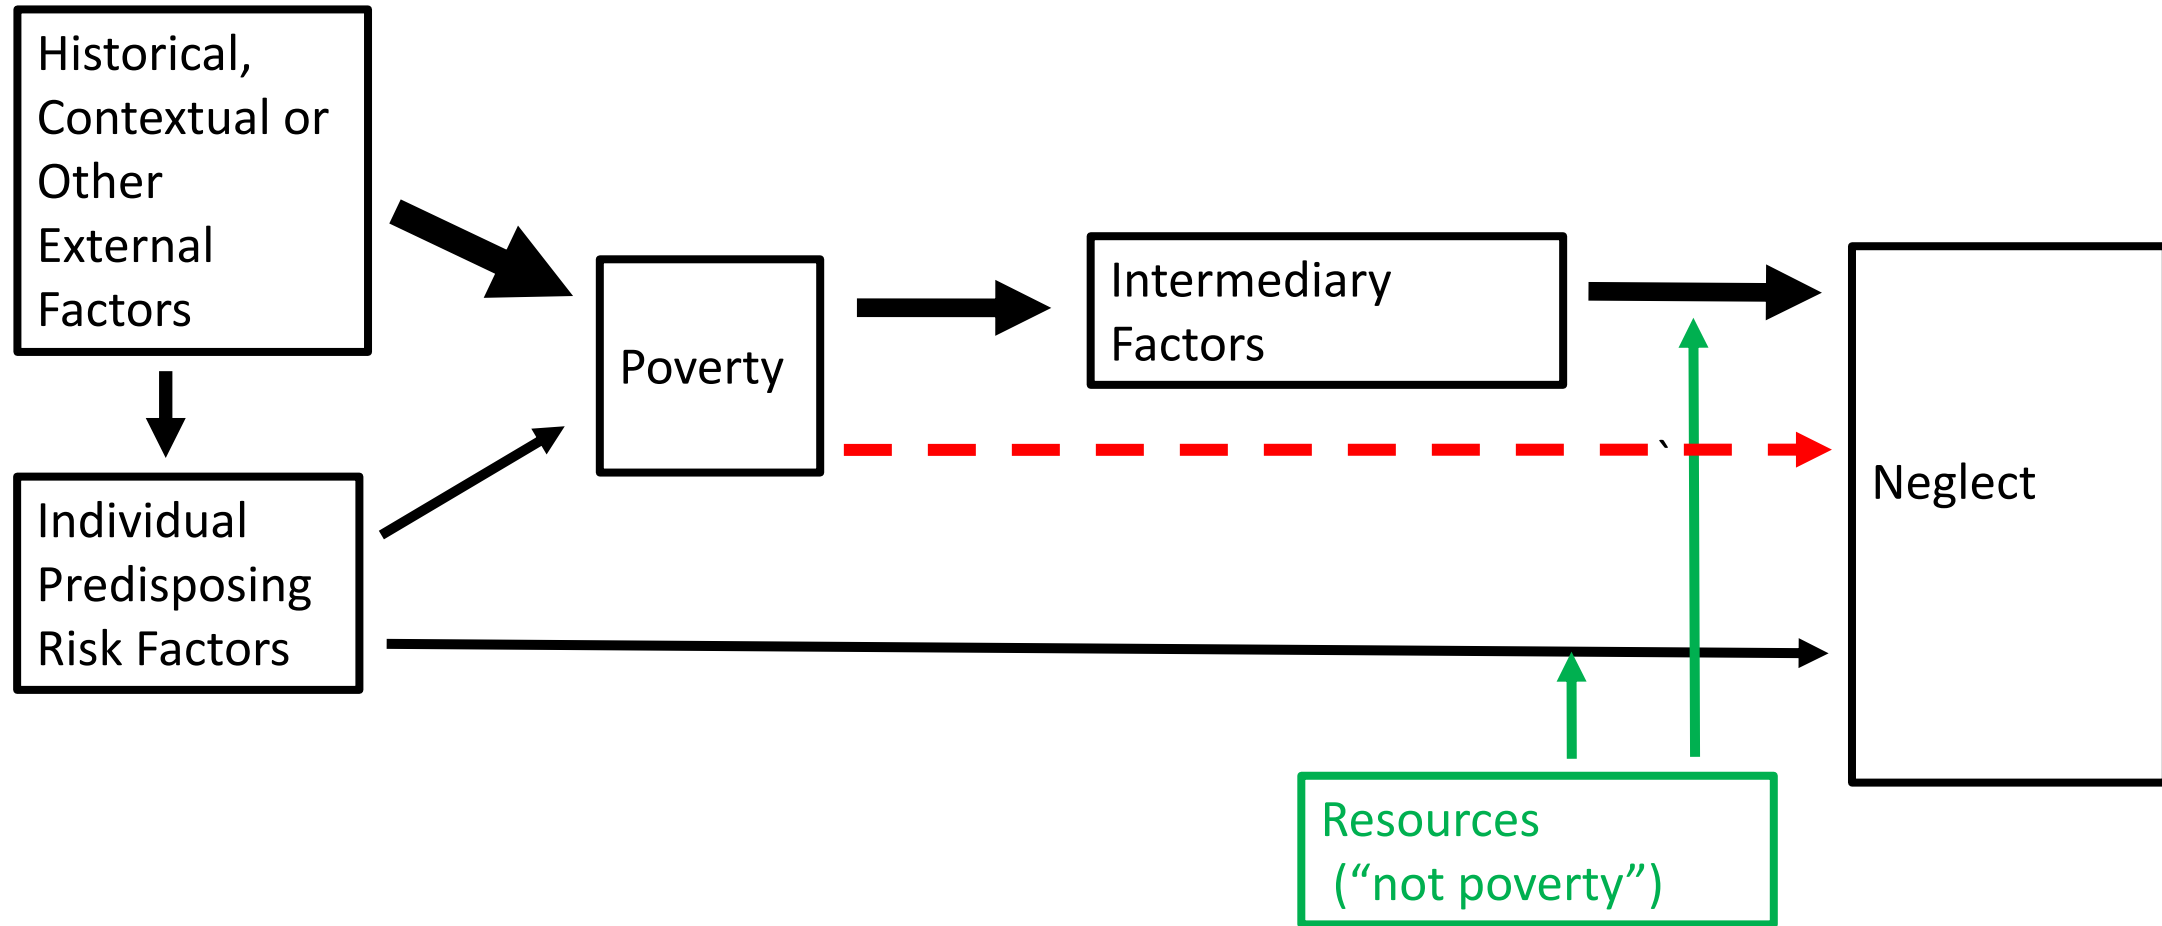 Historical,
Contextual or
Other
External
Factors
Individual
Predisposing
Risk Factors
Poverty
Intermediary
Factors
`
Neglect
Resources
(“not poverty”)